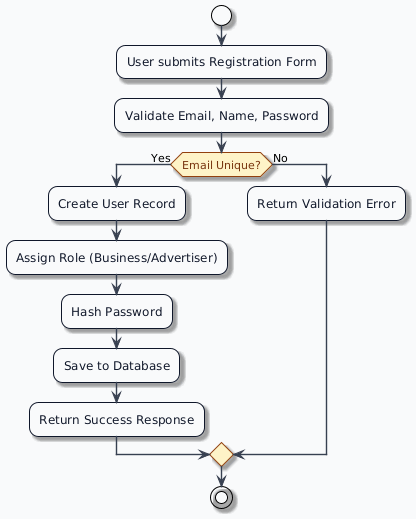 User submits Registration Form
Validate Email, Name, Password
Yes
Email Unique?
No
Create User Record
Return Validation Error
Assign Role (Business/Advertiser)
Hash Password
Save to Database
Return Success Response